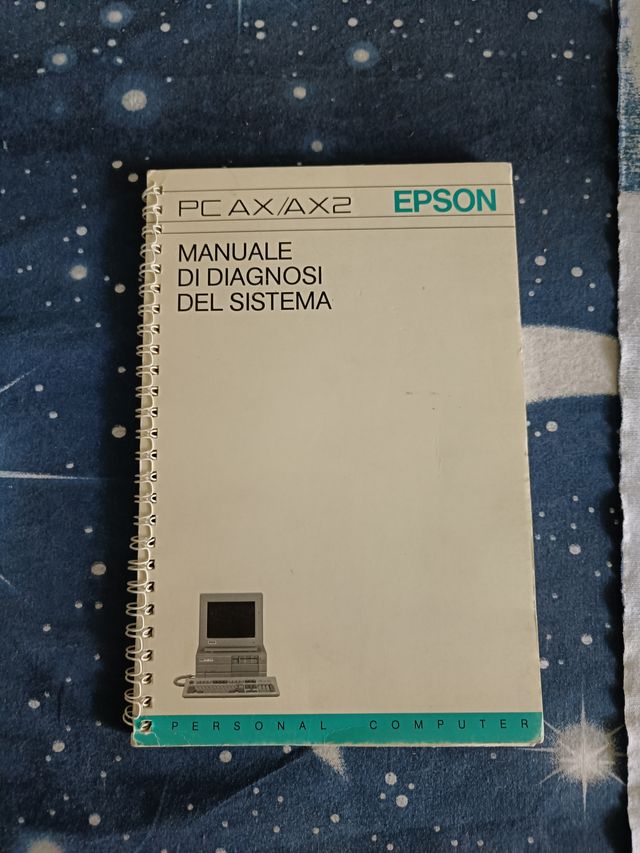 PC AX/AX2 EPSON
MANUALE
DI DIAGNOSI
DEL SISTEMA
PERSONAL COMPUTER